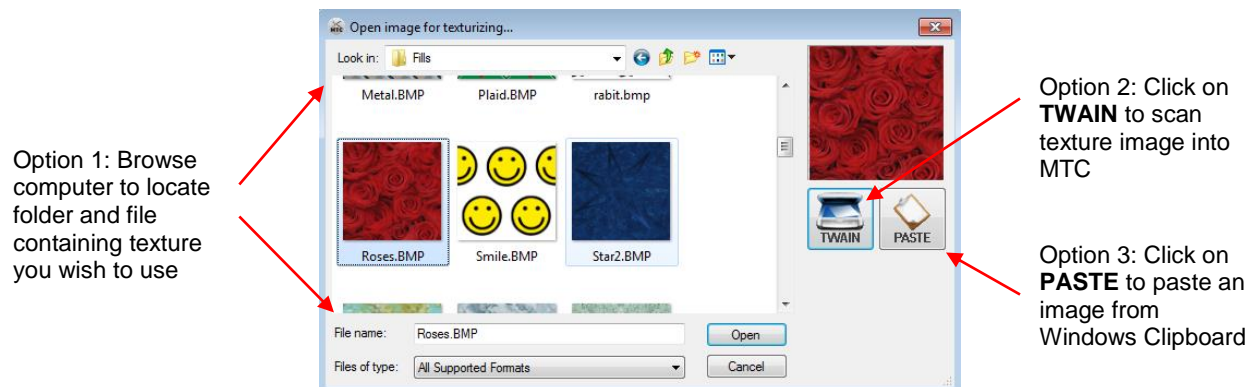 Open image for texturizing...
Look in:
Fills
Metal.BMP
Plaid.BMP
rabit.bmp
Roses.BMP
Smile.BMP
Star2.BMP
File name:
Roses.BMP
Open
Files of type:
All Supported Formats
Cancel
TWAIN
PASTE
Option 1: Browse
computer to locate
folder and file
containing texture
you wish to use
Option 2: Click on
TWAIN to scan
texture image into
MTC
Option 3: Click on
PASTE to paste an
image from
Windows Clipboard